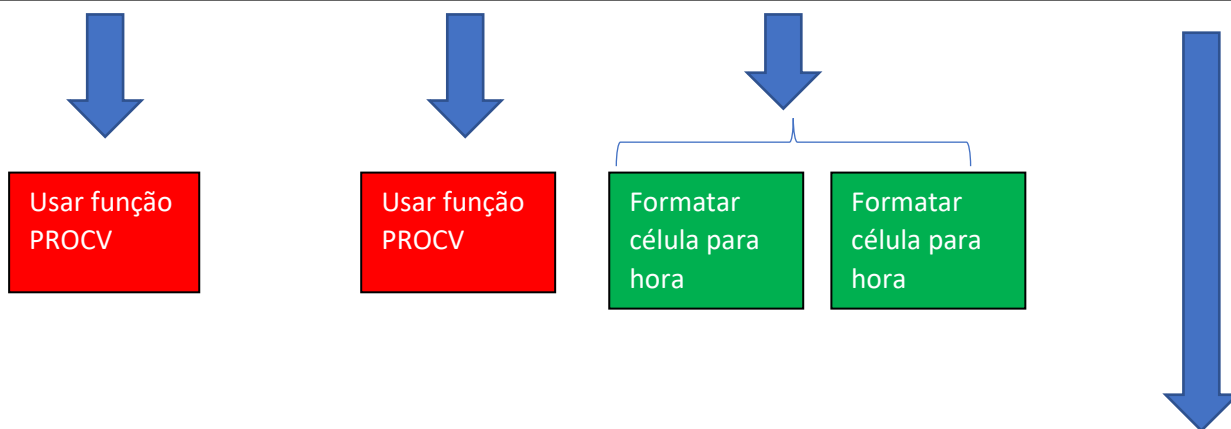 Usar função
PROCV
Usar função
PROCV
Formatar
célula para
hora
Formatar
célula para
hora